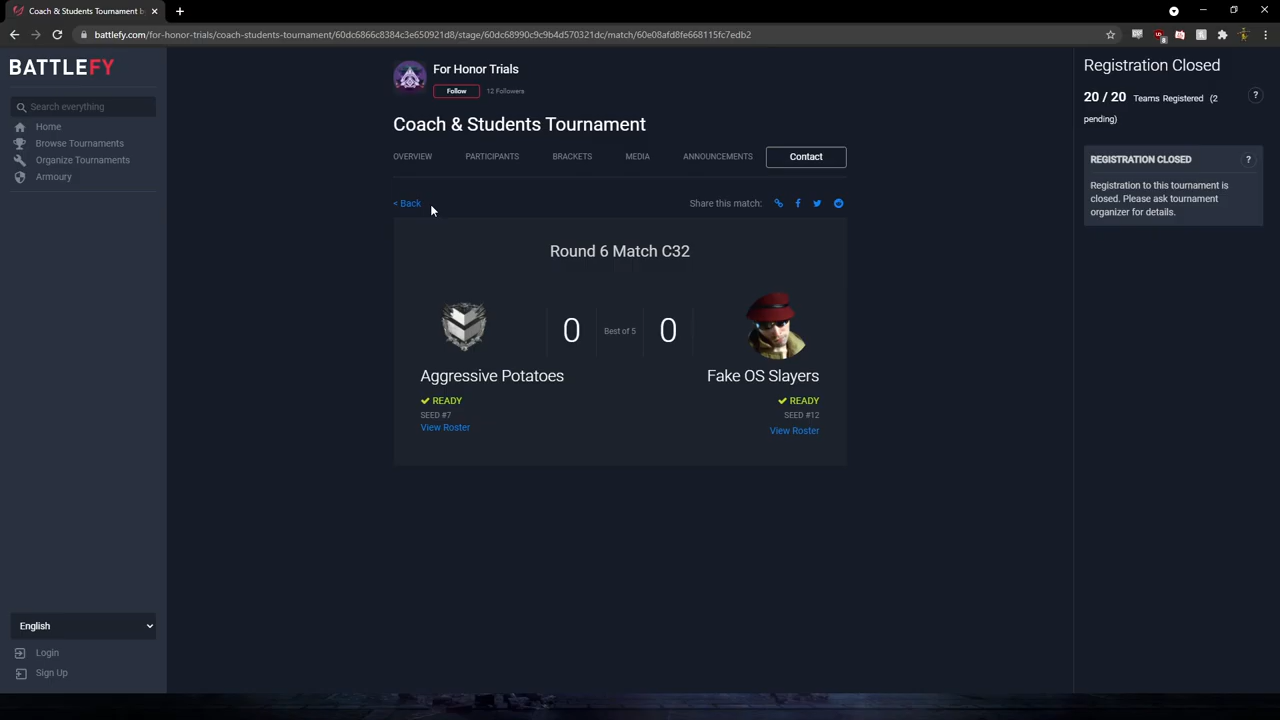 Coach & Students Tournament b
battlefy.com/for-honor-trials/coach-students-tournament/60dc6866c8384c3e650921d8/stage/60dc68990c9c9b4d570321dc/match/60e08afd8fe668115fc7edb2
BATTLEFY
Search everything
Home
Browse Tournaments
Organize Tournaments
Armoury
English
Login
Sign Up
For Honor Trials
Follow
12 Followers
Coach & Students Tournament
OVERVIEW
PARTICIPANTS
BRACKETS
MEDIA
ANNOUNCEMENTS
Contact
< Back
Share this match:
Round 6 Match C32
0
Best of 5
0
Aggressive Potatoes
READY
SEED #7
View Roster
Fake OS Slayers
READY
SEED #12
View Roster
Registration Closed
20 / 20 Teams Registered (2
pending)
?
REGISTRATION CLOSED
?
Registration to this tournament is
closed. Please ask tournament
organizer for details.